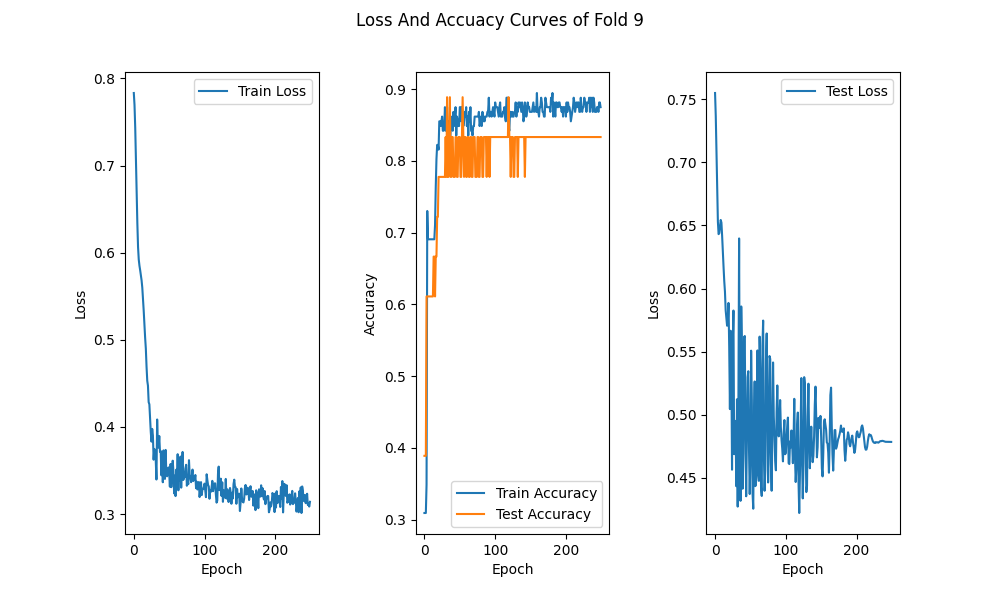 Loss And Accuacy Curves of Fold 9
0.8
0.7
0.6
0.5
0.4
0.3
Loss
0 100 200
Epoch
Train Loss
0.9
0.8
0.7
0.6
0.5
0.4
0.3
Accuracy
0 100 200
Epoch
Train Accuracy
Test Accuracy
0.75
0.70
0.65
0.60
0.55
0.50
0.45
Loss
0 100 200
Epoch
Test Loss